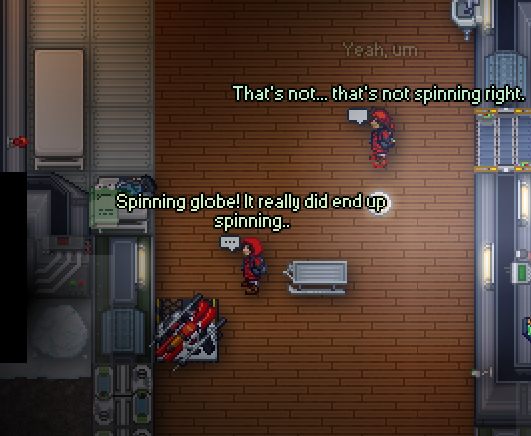 Yeah, um
That's not... that's not spinning right.
Spinning globe! It really did end up
spinning..